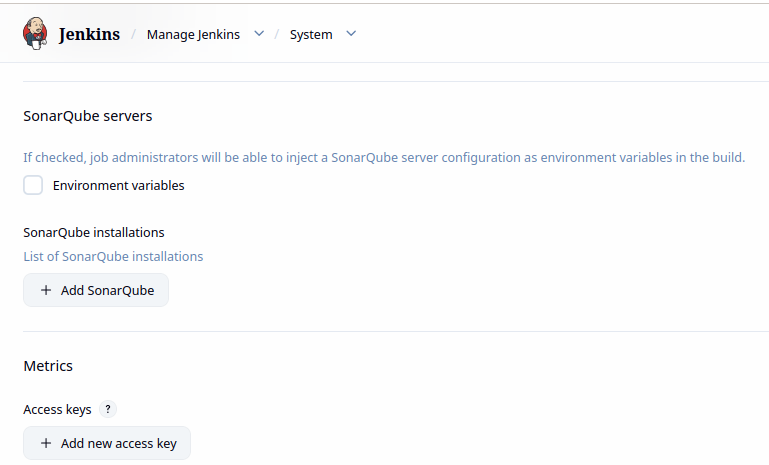 Jenkins / Manage Jenkins / System
SonarQube servers
If checked, job administrators will be able to inject a SonarQube server configuration as environment variables in the build.
Environment variables
SonarQube installations
List of SonarQube installations
+ Add SonarQube
Metrics
Access keys ?
+ Add new access key